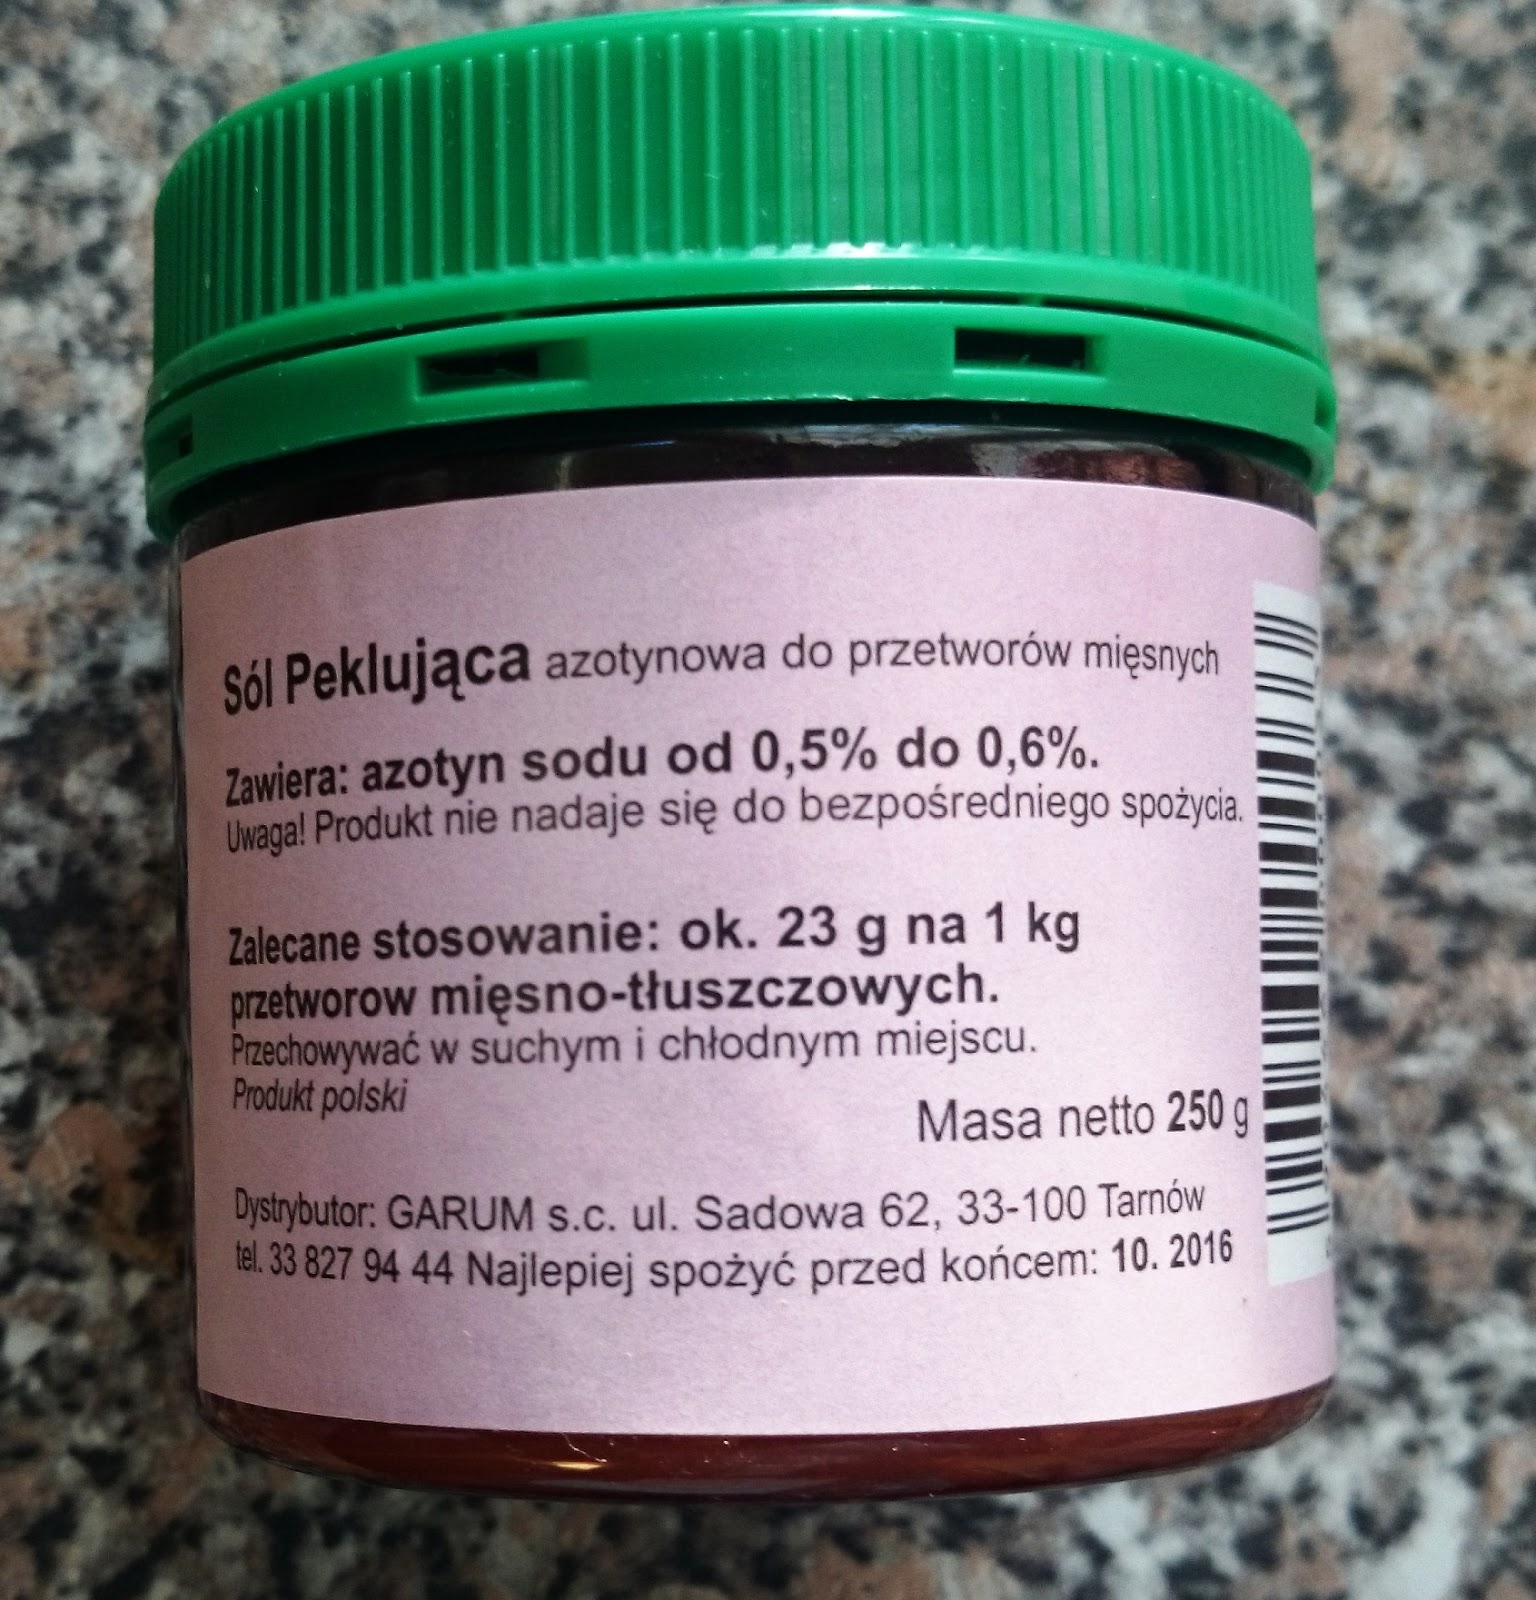 Sól Peklująca azotynowa do przetworów mięsnych
Zawiera: azotyn sodu od 0,5% do 0,6%.
Uwaga! Produkt nie nadaje się do bezpośredniego spożycia.
Zalecane stosowanie: ok. 23 g na 1 kg
przetworow mięsno-tłuszczowych.
Przechowywać w suchym i chłodnym miejscu.
Produkt polski
Masa netto 250 g
Dystrybutor: GARUM s.c. ul. Sadowa 62, 33-100 Tarnów
tel. 33 827 94 44 Najlepiej spożyć przed końcem: 10. 2016